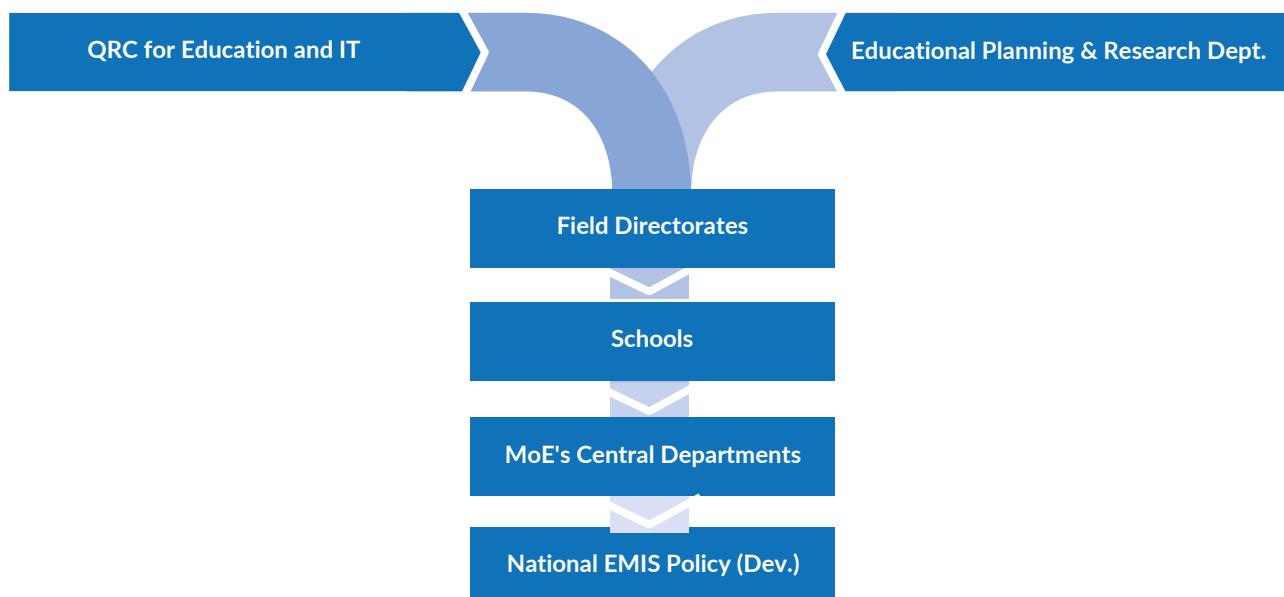 QRC for Education and IT
Educational Planning & Research Dept.
Field Directorates
Schools
MoE's Central Departments
National EMIS Policy (Dev.)